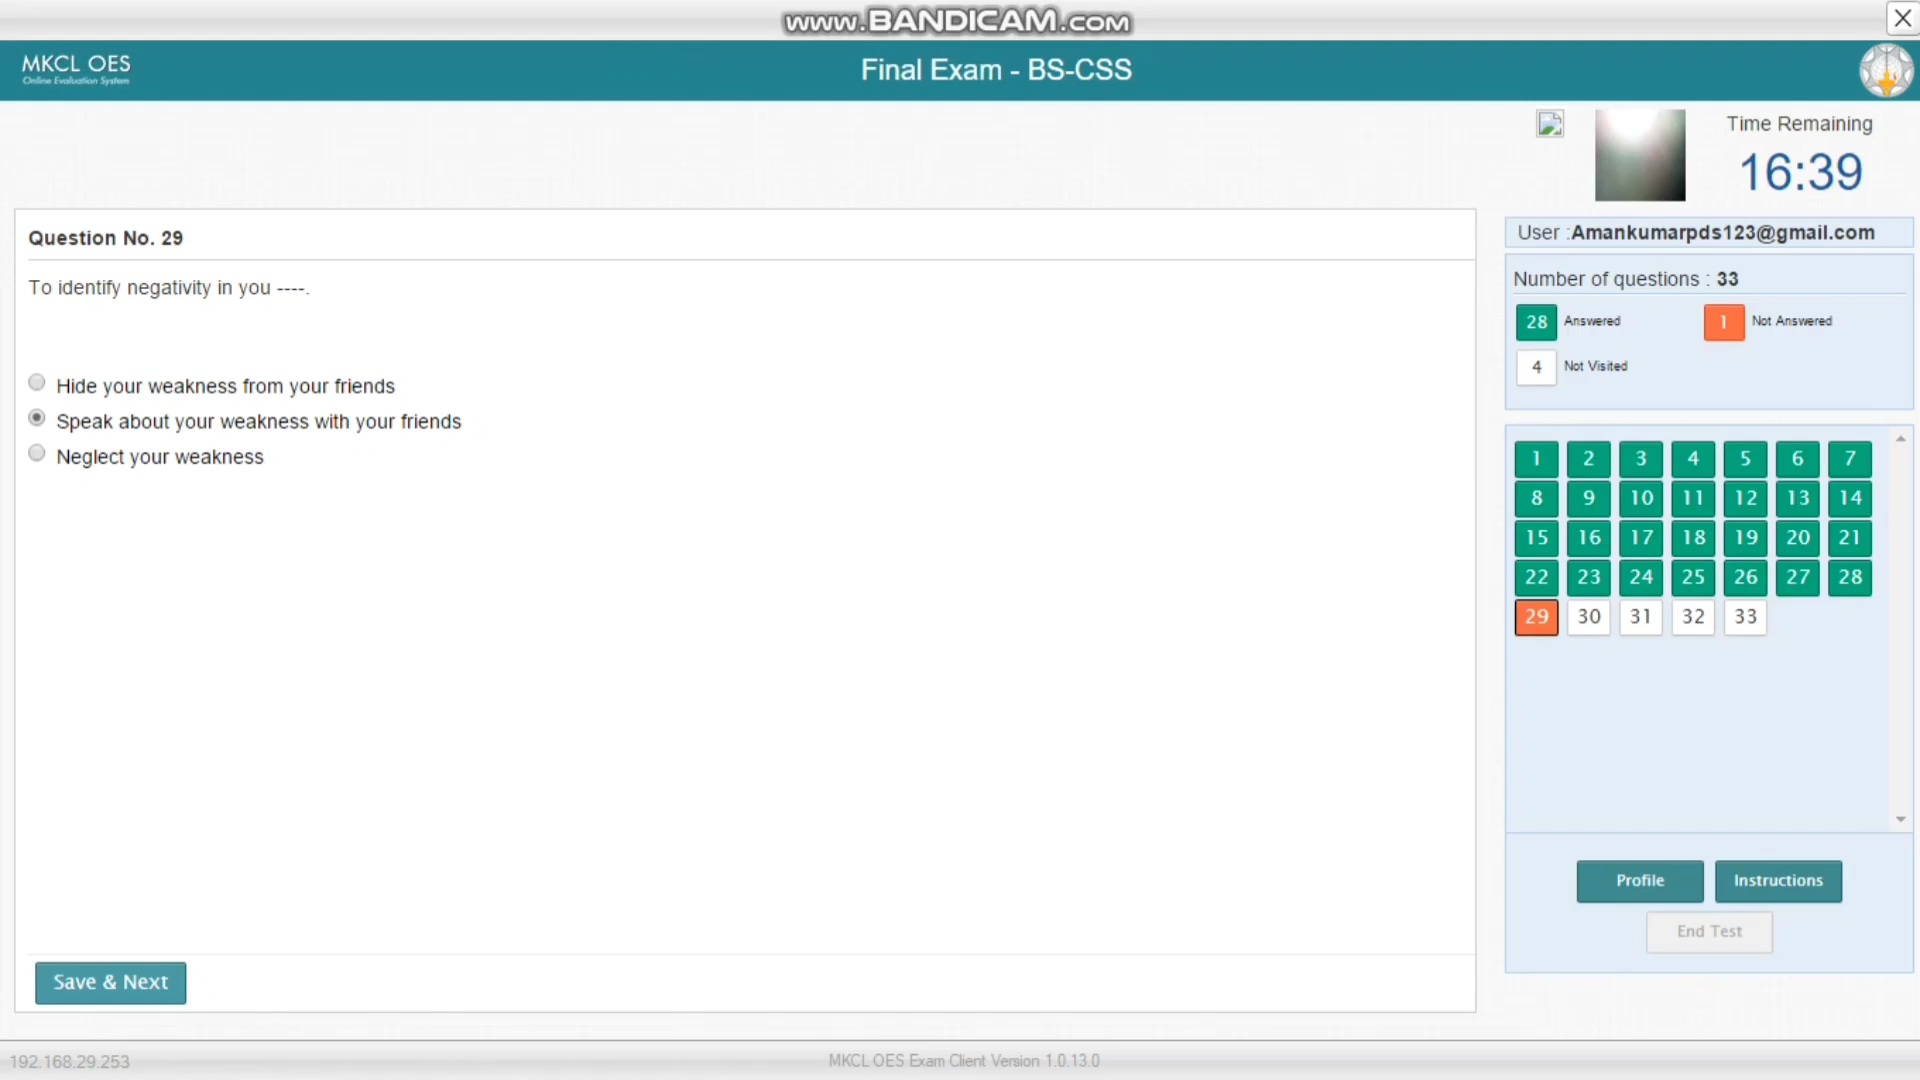 www.BANDICAM.com
MKCL OES
Online Evaluation System
Final Exam - BS-CSS
Time Remaining
16:39
Question No. 29
To identify negativity in you ----.
Hide your weakness from your friends
Speak about your weakness with your friends
Neglect your weakness
Save & Next
User :Amankumarpds123@gmail.com
Number of questions : 33
28 Answered 1 Not Answered
4 Not Visited
1 2 3 4 5 6 7
8 9 10 11 12 13 14
15 16 17 18 19 20 21
22 23 24 25 26 27 28
29 30 31 32 33
Profile Instructions
End Test
192.168.29.253
MKCL OES Exam Client Version 1.0.13.0